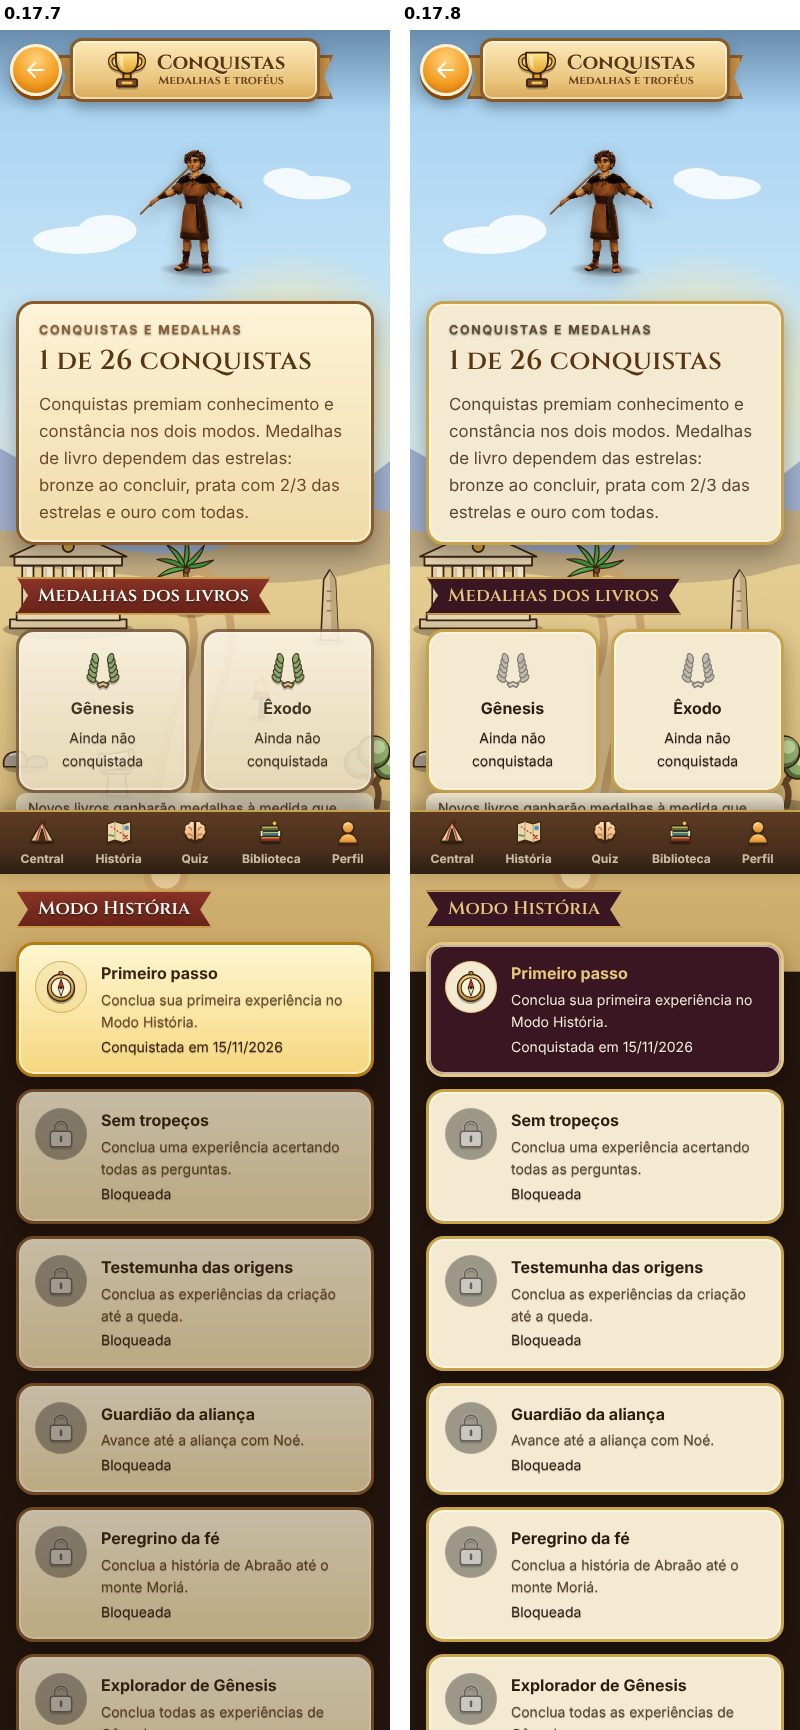 0.17.7
CONQUISTAS
MEDALHAS E TROFÉUS
CONQUISTAS E MEDALHAS
1 DE 26 CONQUISTAS
Conquistas premiam conhecimento e
constância nos dois modos. Medalhas
de livro dependem das estrelas:
bronze ao concluir, prata com 2/3 das
estrelas e ouro com todas.
MEDALHAS DOS LIVROS
Gênesis
Ainda não
conquistada
Êxodo
Ainda não
conquistada
Novos livros ganharão medalhas à medida que
Central
História
Quiz
Biblioteca
Perfil
MODO HISTÓRIA
Primeiro passo
Conclua sua primeira experiência no
Modo História.
Conquistada em 15/11/2026
Sem tropeços
Conclua uma experiência acertando
todas as perguntas.
Bloqueada
Testemunha das origens
Conclua as experiências da criação
até a queda.
Bloqueada
Guardião da aliança
Avance até a aliança com Noé.
Bloqueada
Peregrino da fé
Conclua a história de Abraão até o
monte Moriá.
Bloqueada
Explorador de Gênesis
Conclua todas as experiências de
0.17.8
CONQUISTAS
MEDALHAS E TROFÉUS
CONQUISTAS E MEDALHAS
1 DE 26 CONQUISTAS
Conquistas premiam conhecimento e
constância nos dois modos. Medalhas
de livro dependem das estrelas:
bronze ao concluir, prata com 2/3 das
estrelas e ouro com todas.
MEDALHAS DOS LIVROS
Gênesis
Ainda não
conquistada
Êxodo
Ainda não
conquistada
Novos livros ganharão medalhas à medida que
Central
História
Quiz
Biblioteca
Perfil
MODO HISTÓRIA
Primeiro passo
Conclua sua primeira experiência no
Modo História.
Conquistada em 15/11/2026
Sem tropeços
Conclua uma experiência acertando
todas as perguntas.
Bloqueada
Testemunha das origens
Conclua as experiências da criação
até a queda.
Bloqueada
Guardião da aliança
Avance até a aliança com Noé.
Bloqueada
Peregrino da fé
Conclua a história de Abraão até o
monte Moriá.
Bloqueada
Explorador de Gênesis
Conclua todas as experiências de